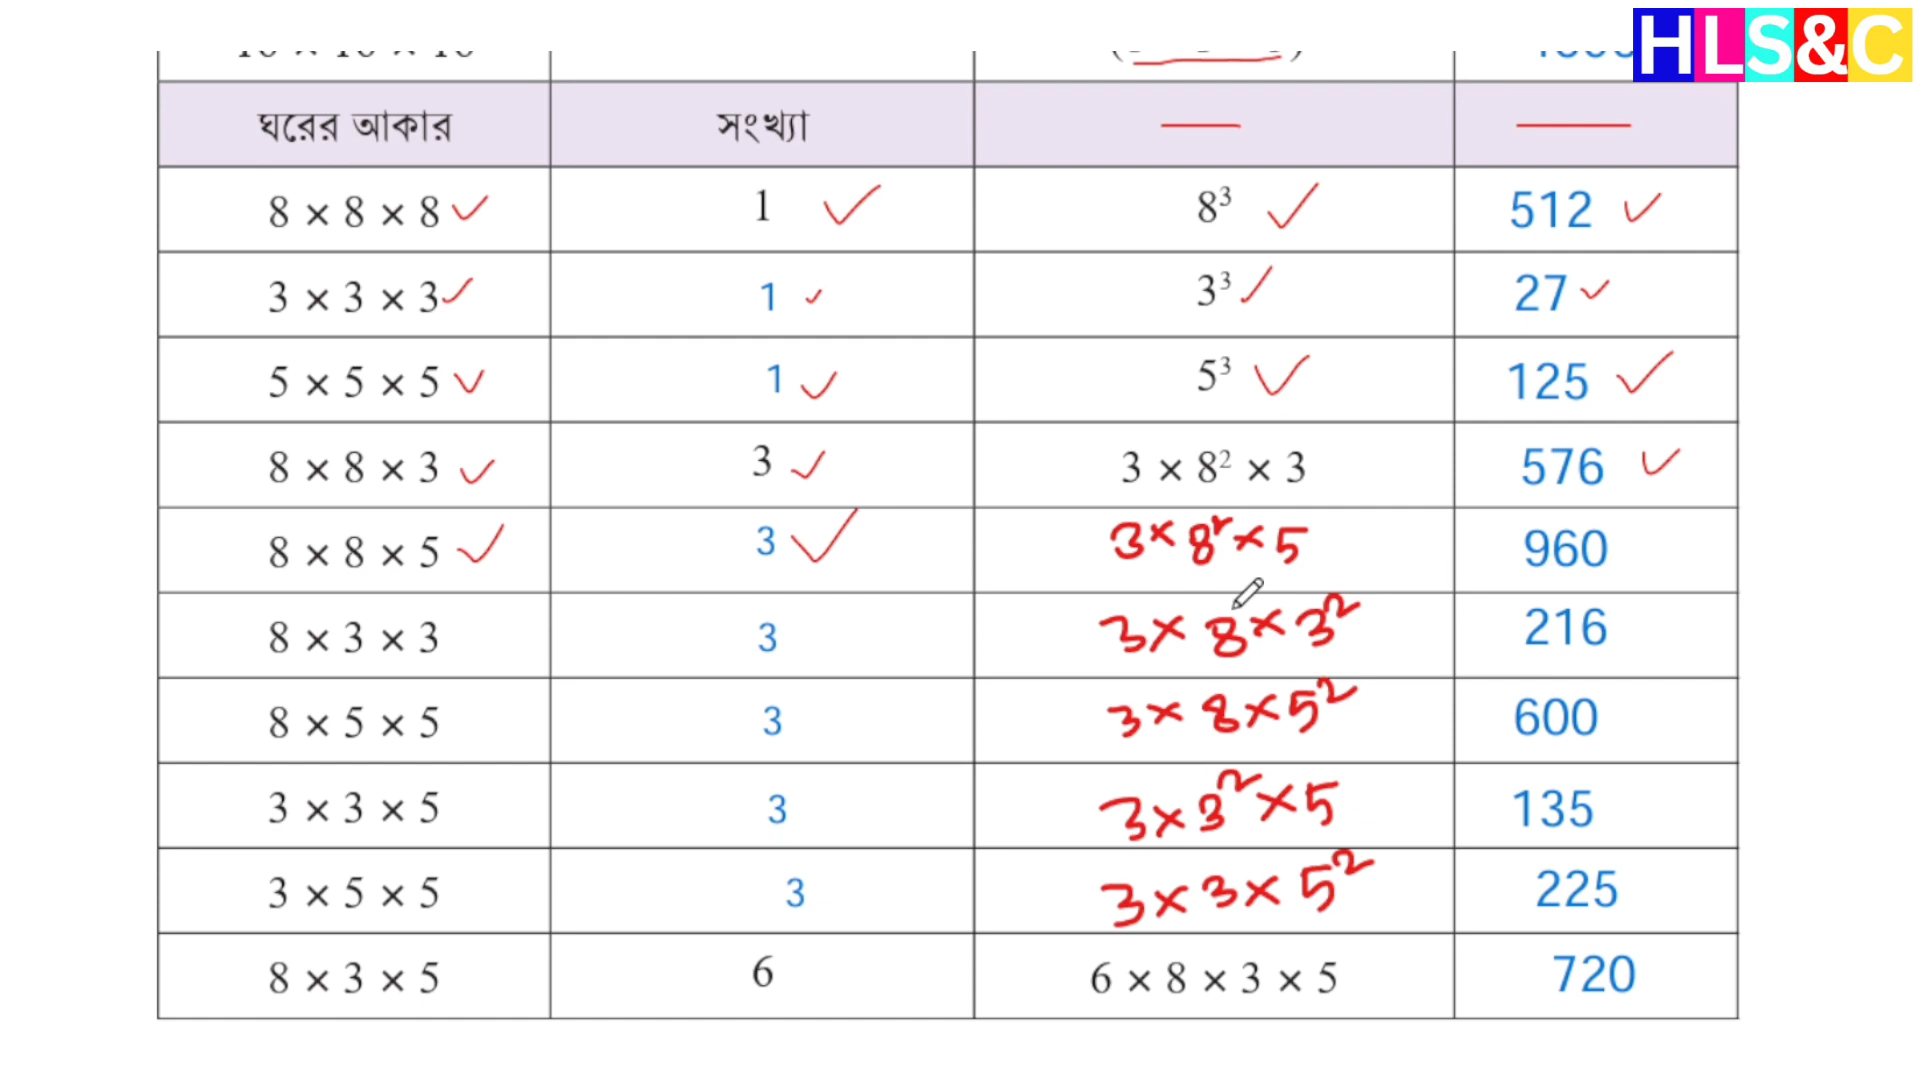 HLS&C
ঘরের আকার সংখ্যা
8 × 8 × 8 1 8³ 512
3 × 3 × 3 1 3³ 27
5 × 5 × 5 1 5³ 125
8 × 8 × 3 3 3 × 8² × 3 576
8 × 8 × 5 3 3 × 8² × 5 960
8 × 3 × 3 3 3 × 8 × 3² 216
8 × 5 × 5 3 3 × 8 × 5² 600
3 × 3 × 5 3 3 × 3² × 5 135
3 × 5 × 5 3 3 × 3 × 5² 225
8 × 3 × 5 6 6 × 8 × 3 × 5 720